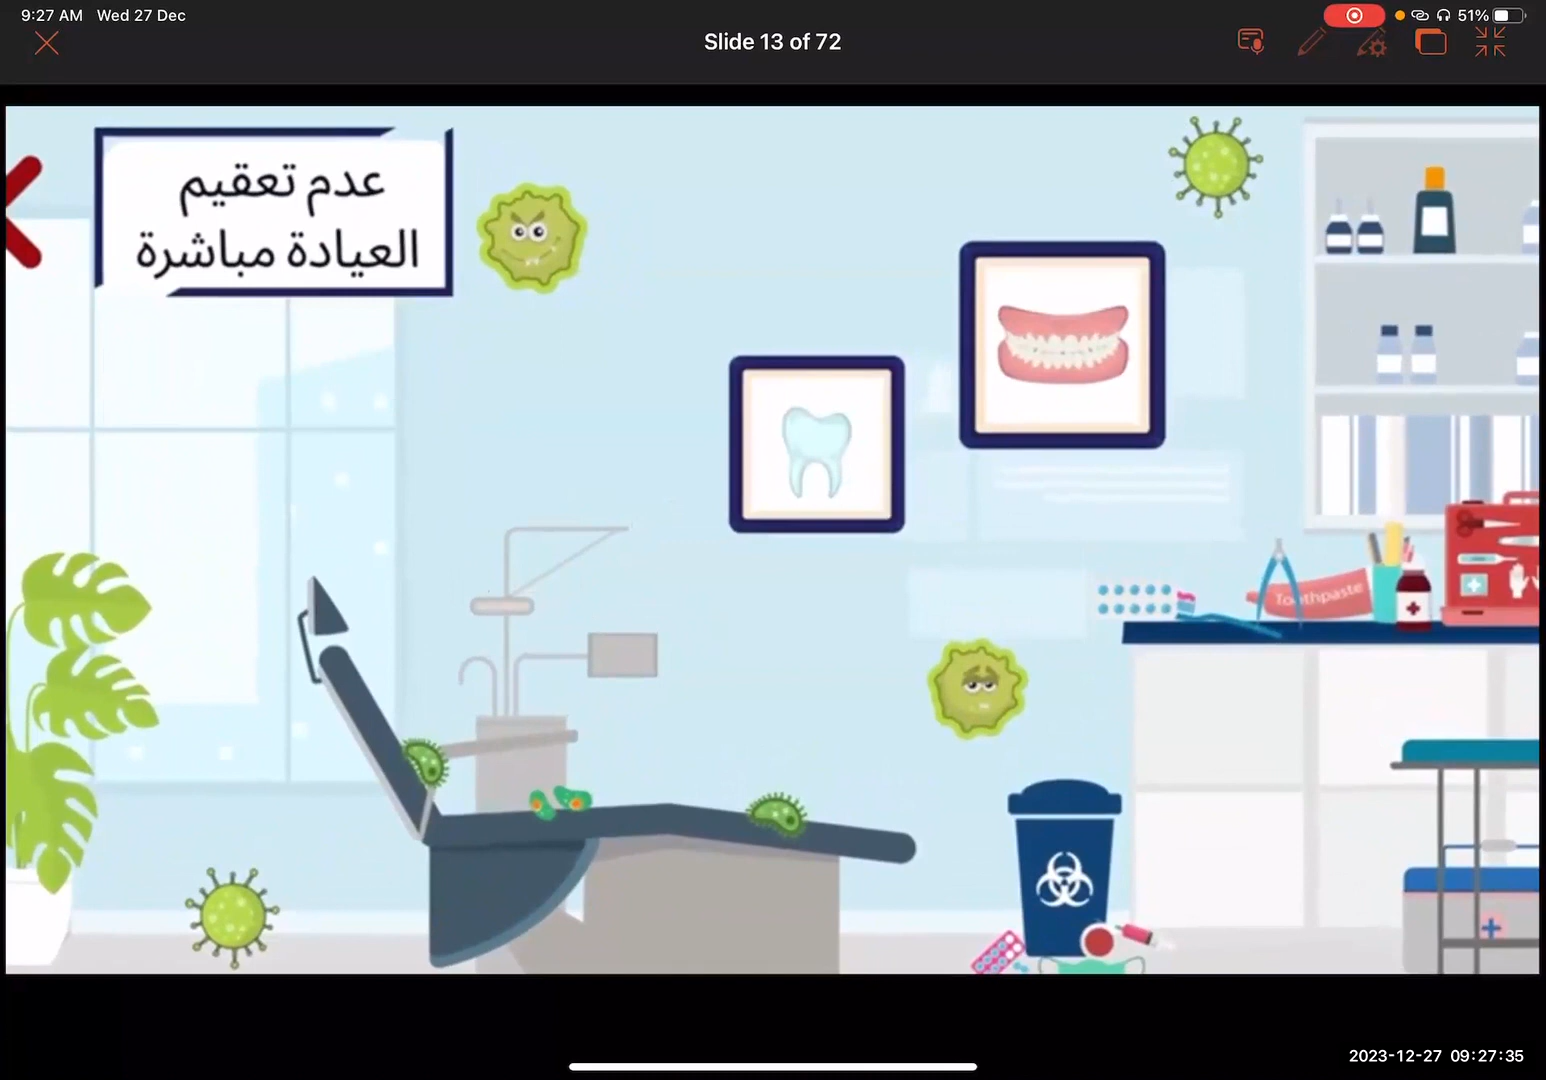 9:27 AM Wed 27 Dec
51%
Slide 13 of 72
عدم تعقيم
العيادة مباشرة
Toothpaste
2023-12-27 09:27:35